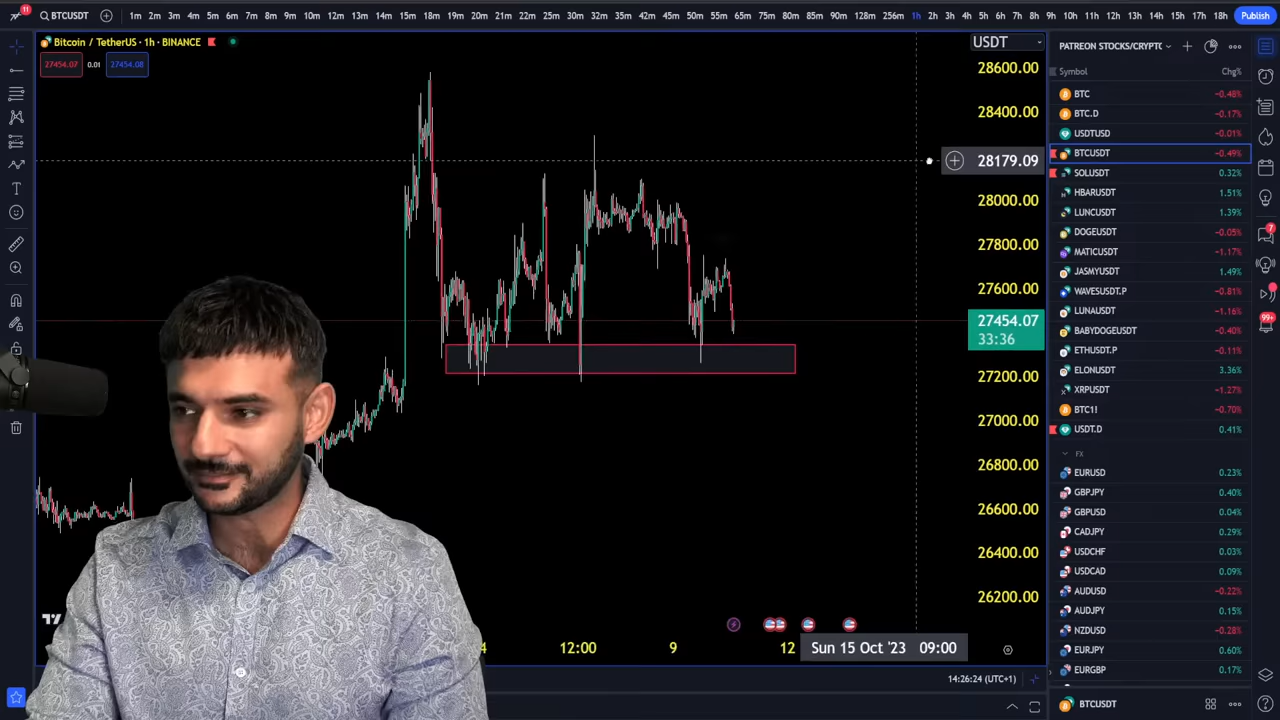 11 BTCUSDT 1m 2m 3m 4m 5m 6m 7m 8m 9m 10m 11m 12m 13m 14m 15m 18m 19m 20m 21m 22m 23m 25m 30m 32m 35m 42m 45m 50m 55m 75m 80m 85m 90m 128m 256m 1h 2h 3h 4h 5h 6h 7h 8h 9h 10h 11h 12h 13h 14h 15h 17h 18h Publish
Bitcoin / TetherUS · 1h · BINANCE
27454.07 0.01 27454.08
USDT
28600.00
28400.00
28179.09
28000.00
27800.00
27600.00
27454.07
33:36
27200.00
27000.00
26800.00
26600.00
26400.00
26200.00
4 12:00 9 12 Sun 15 Oct '23 09:00
14:26:24 (UTC+1)
PATREON STOCKS/CRYPTO
Symbol Chg%
BTC −0.48%
BTC.D −0.17%
USDTUSD −0.01%
BTCUSDT −0.49%
SOLUSDT 0.32%
HBARUSDT 1.51%
LUNCUSDT 1.39%
DOGEUSDT −0.05%
MATICUSDT −1.17%
JASMYUSDT 1.49%
WAVESUSDT.P −0.81%
LUNAUSDT −1.16%
BABYDOGEUSDT −0.40%
ETHUSDT.P −0.11%
ELONUSDT 3.36%
XRPUSDT −1.27%
BTC1! −0.70%
USDT.D 0.41%
FX
EURUSD 0.23%
GBPJPY 0.40%
GBPUSD 0.04%
CADJPY 0.29%
USDCHF 0.03%
USDCAD 0.09%
AUDUSD −0.22%
AUDJPY 0.15%
NZDUSD −0.28%
EURJPY 0.60%
EURGBP 0.17%
BTCUSDT
7
99+